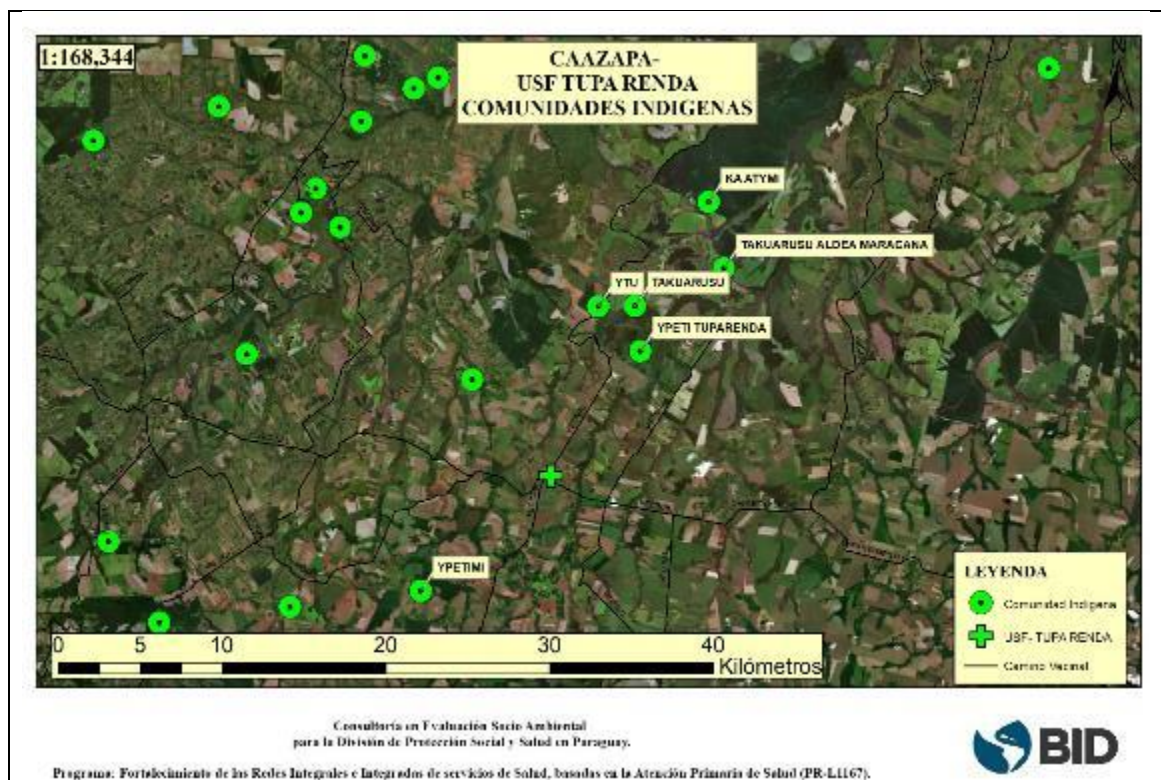 1:168,344
CAAZAPA-
USF TUPA RENDA
COMUNIDADES INDIGENAS
N
KAATYMI
TAKUARUSU ALDEA MARACANA
YTU
TAKUARUSU
YPETI TUPARENDA
YPETIMI
LEYENDA
Comunidad Indigena
USF- TUPA RENDA
Camino Vecinal
0 5 10 20 30 40
Kilómetros
Consultoría en Evaluación Socio Ambiental
para la División de Protección Social y Salud en Paraguay.
BID
Programa: Fortalecimiento de las Redes Integrales e Integradas de servicios de Salud, basadas en la Atención Primaria de Salud (PR-L1167).